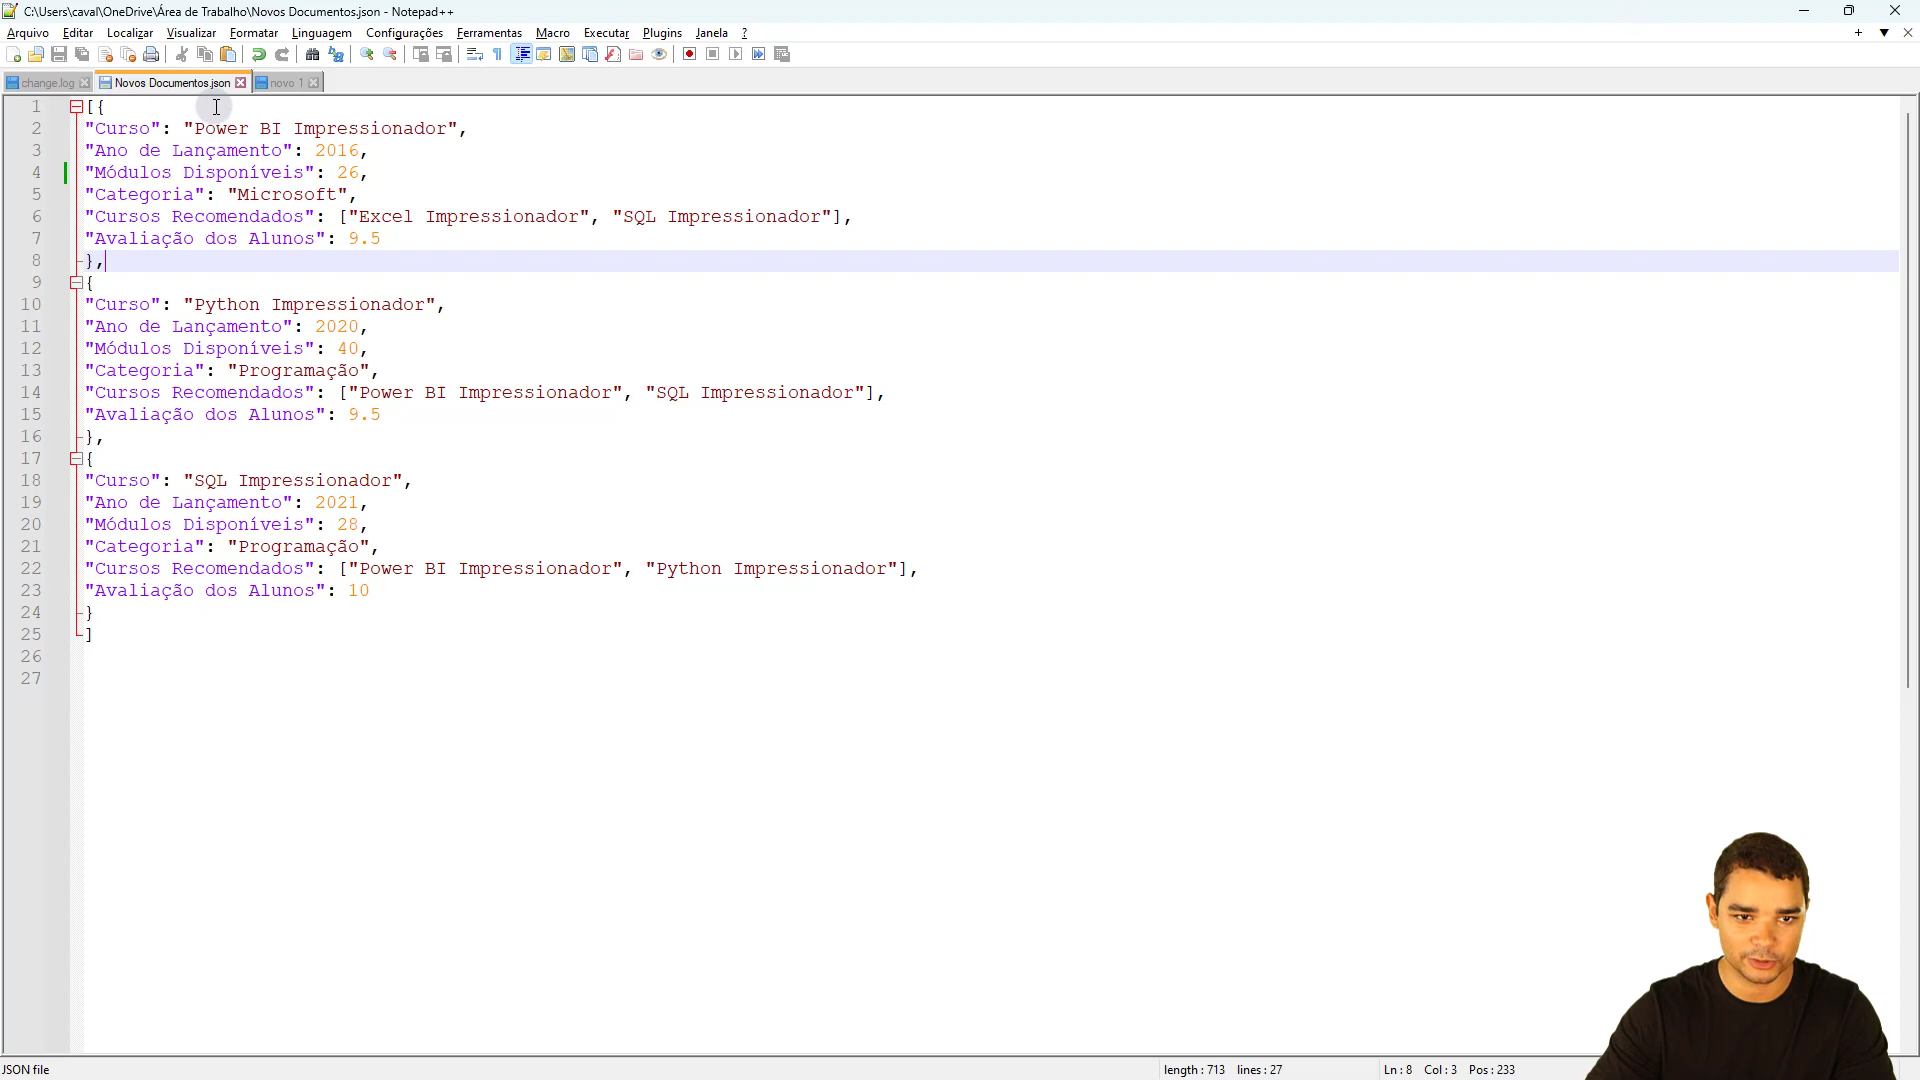 C:\Users\caval\OneDrive\Área de Trabalho\Novos Documentos.json - Notepad++
Arquivo Editar Localizar Visualizar Formatar Linguagem Configurações Ferramentas Macro Executar Plugins Janela ? + ▼ X
change.log Novos Documentos.json novo 1
1 [{
2 "Curso": "Power BI Impressionador",
3 "Ano de Lançamento": 2016,
4 "Módulos Disponíveis": 26,
5 "Categoria": "Microsoft",
6 "Cursos Recomendados": ["Excel Impressionador", "SQL Impressionador"],
7 "Avaliação dos Alunos": 9.5
8 },
9 {
10 "Curso": "Python Impressionador",
11 "Ano de Lançamento": 2020,
12 "Módulos Disponíveis": 40,
13 "Categoria": "Programação",
14 "Cursos Recomendados": ["Power BI Impressionador", "SQL Impressionador"],
15 "Avaliação dos Alunos": 9.5
16 },
17 {
18 "Curso": "SQL Impressionador",
19 "Ano de Lançamento": 2021,
20 "Módulos Disponíveis": 28,
21 "Categoria": "Programação",
22 "Cursos Recomendados": ["Power BI Impressionador", "Python Impressionador"],
23 "Avaliação dos Alunos": 10
24 }
25 ]
26
27
JSON file length : 713 lines : 27 Ln : 8 Col : 3 Pos : 233